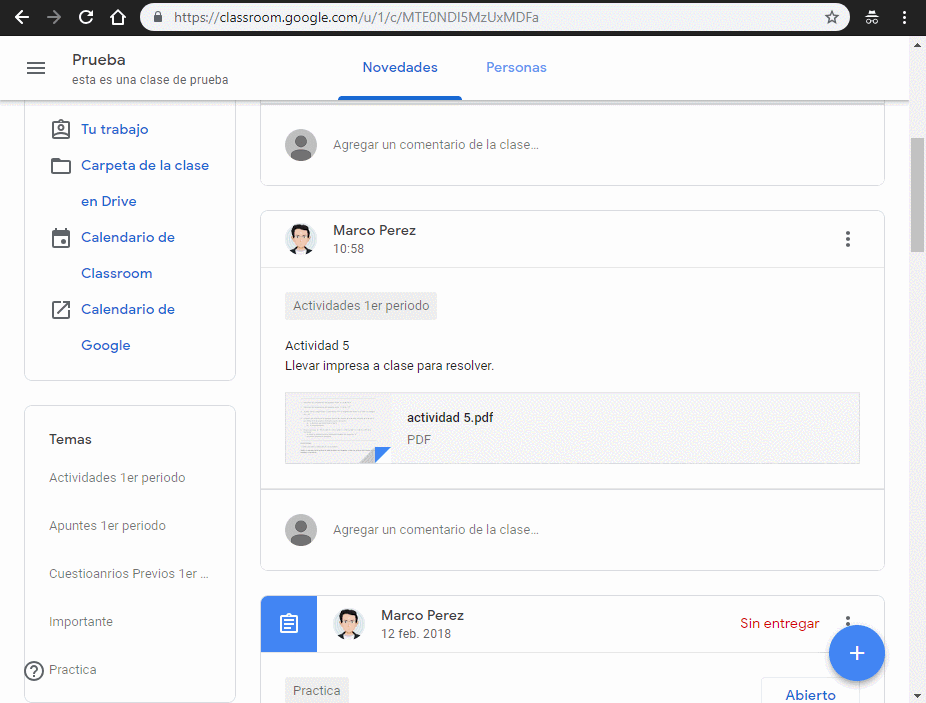 https://classroom.google.com/u/1/c/MTE0NDI5MzUxMDFa
Prueba
esta es una clase de prueba
Novedades
Personas
Tu trabajo
Carpeta de la clase
en Drive
Calendario de
Classroom
Calendario de
Google
Temas
Actividades 1er periodo
Apuntes 1er periodo
Cuestioanrios Previos 1er ...
Importante
Practica
Agregar un comentario de la clase...
Marco Perez
10:58
Actividades 1er periodo
Actividad 5
Llevar impresa a clase para resolver.
actividad 5.pdf
PDF
Agregar un comentario de la clase...
Marco Perez
12 feb. 2018
Sin entregar
Practica
Abierto